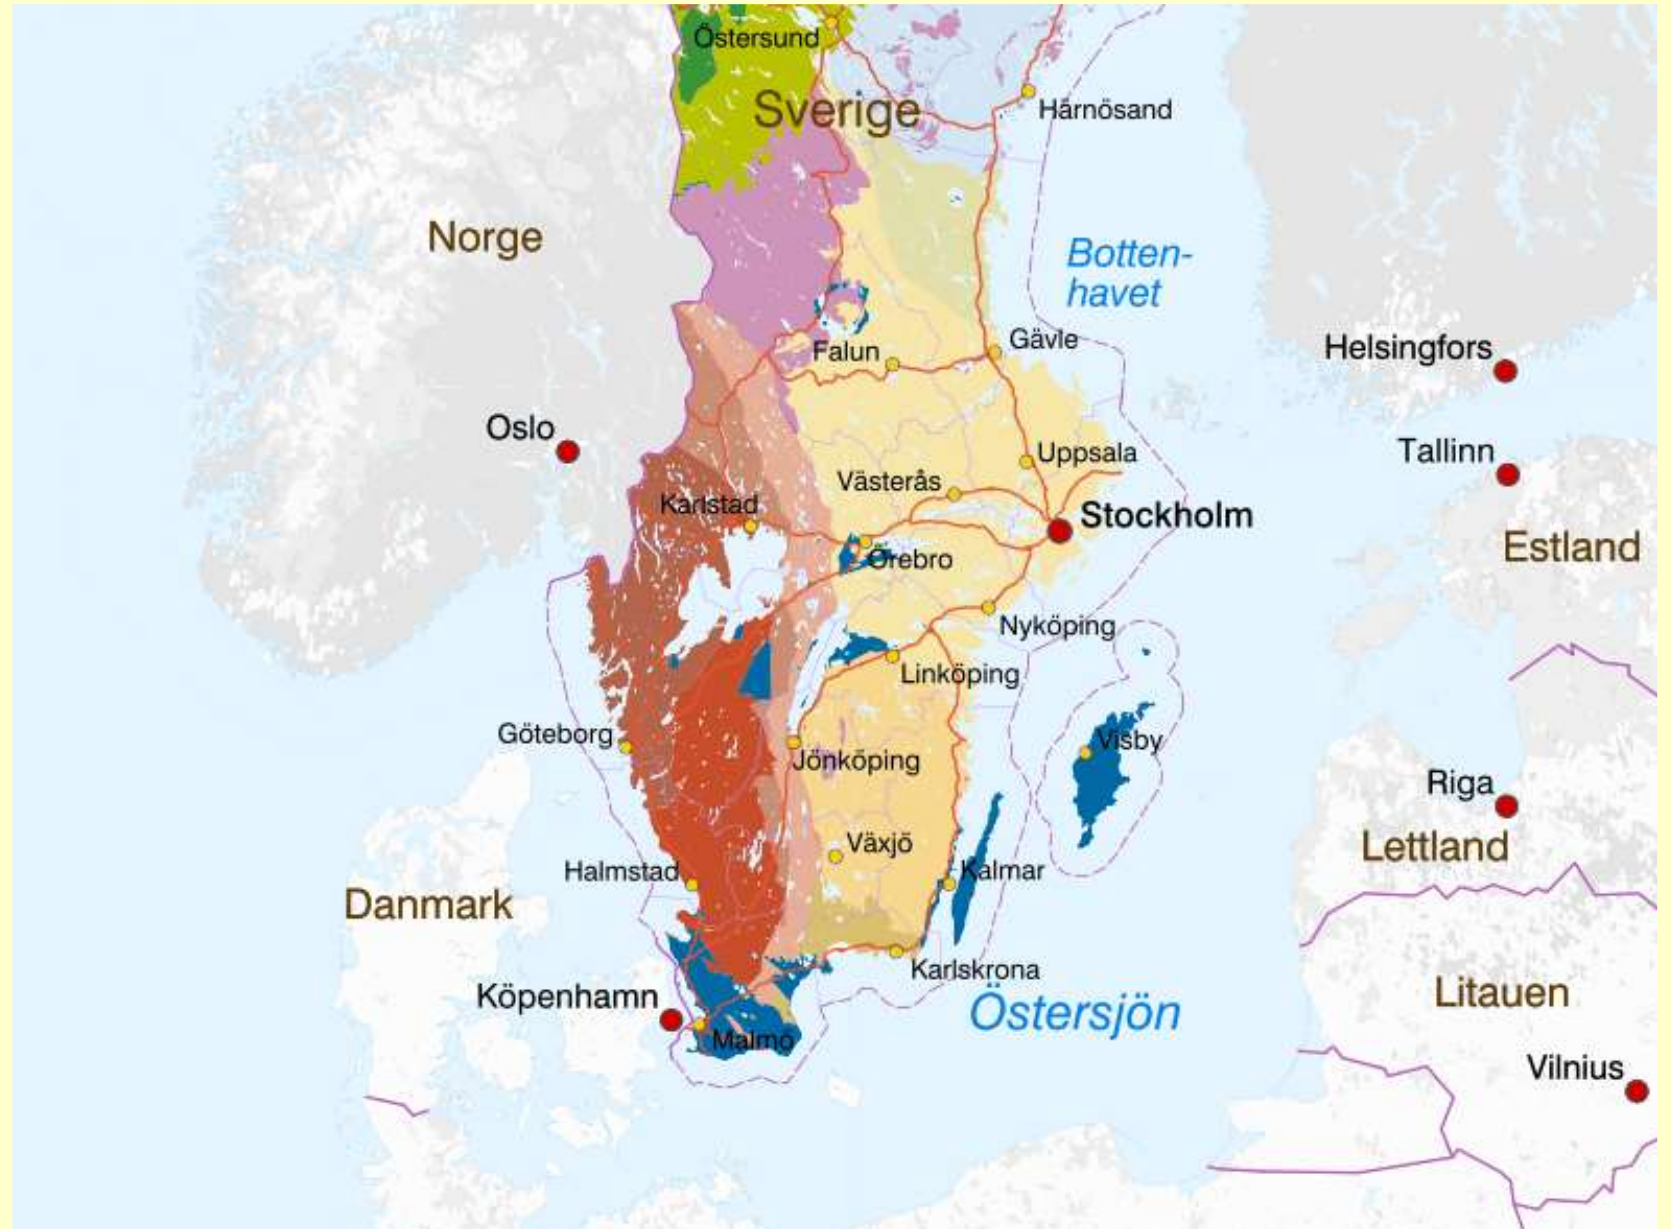 Östersund
Sverige
Härnösand
Norge
Botten-
havet
Gävle
Falun
Helsingfors
Oslo
Tallinn
Uppsala
Västerås
Karlstad
Stockholm
Estland
Örebro
Nyköping
Linköping
Göteborg
Visby
Jönköping
Riga
Växjö
Lettland
Halmstad
Kalmar
Danmark
Karlskrona
Köpenhamn
Litauen
Östersjön
Malmö
Vilnius